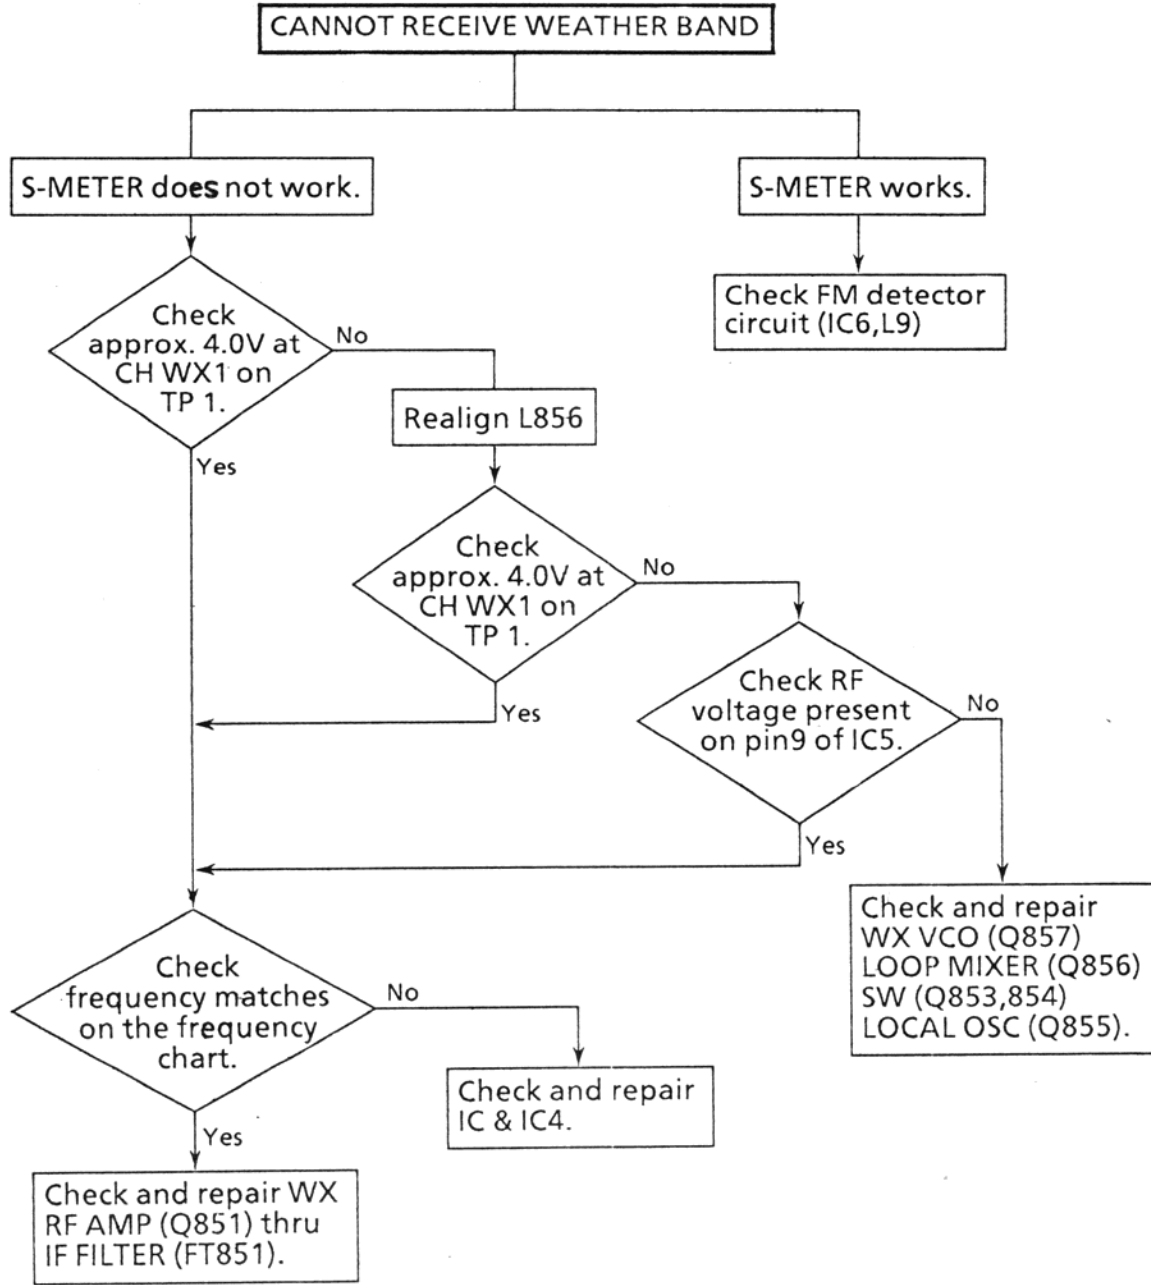 CANNOT RECEIVE WEATHER BAND
S-METER does not work.
S-METER works.
Check
approx. 4.0V at
CH WX1 on
TP 1.
No
Yes
Check FM detector
circuit (IC6,L9)
Realign L856
Check
approx. 4.0V at
CH WX1 on
TP 1.
No
Yes
Check RF
voltage present
on pin9 of IC5.
No
Yes
Check and repair
WX VCO (Q857)
LOOP MIXER (Q856)
SW (Q853,854)
LOCAL OSC (Q855).
Check
frequency matches
on the frequency
chart.
No
Yes
Check and repair
IC & IC4.
Check and repair WX
RF AMP (Q851) thru
IF FILTER (FT851).